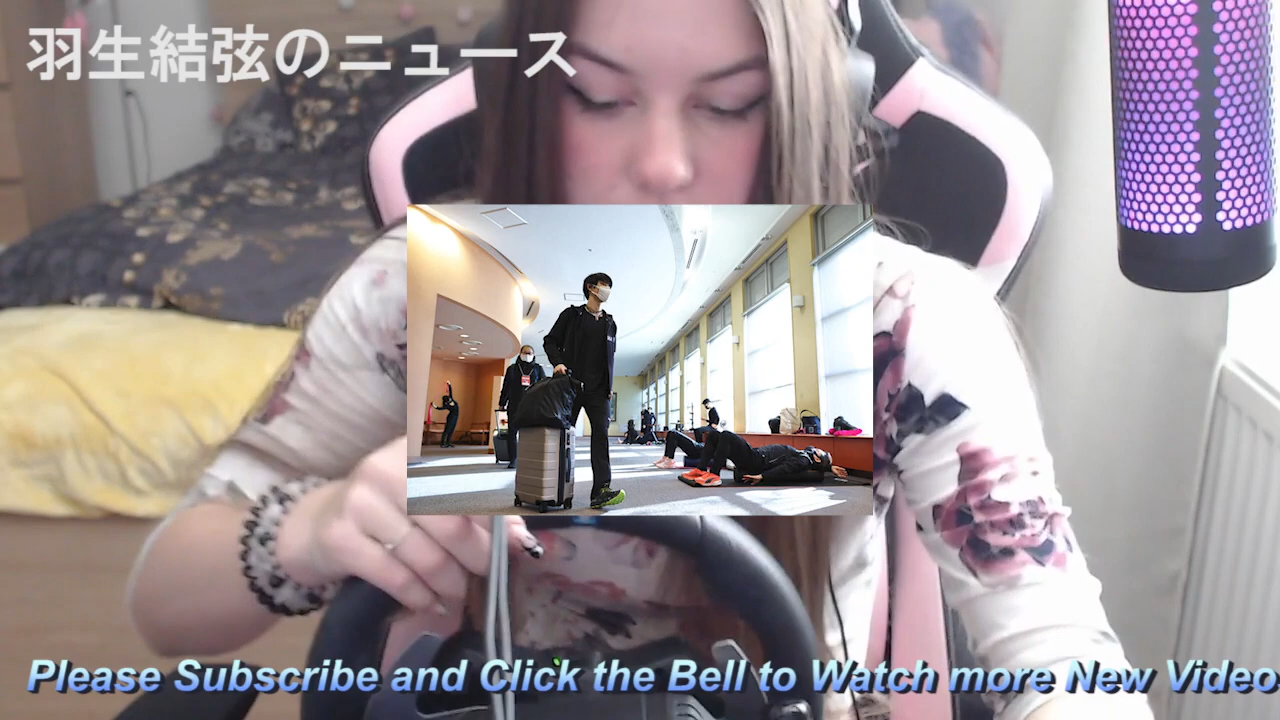 羽生結弦のニュース
Please Subscribe and Click the Bell to Watch more New Video